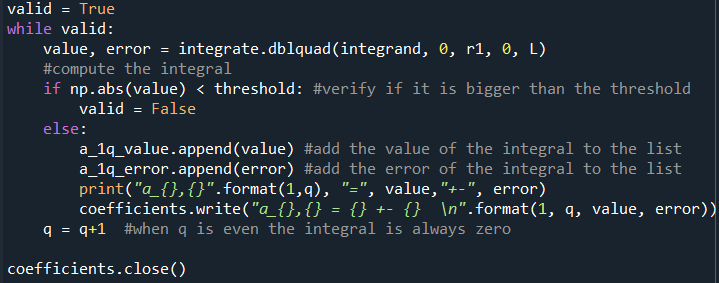 valid = True
while valid:
    value, error = integrate.dblquad(integrand, 0, r1, 0, L)
    #compute the integral
    if np.abs(value) < threshold: #verify if it is bigger than the threshold
        valid = False
    else:
        a_1q_value.append(value) #add the value of the integral to the list
        a_1q_error.append(error) #add the error of the integral to the list
        print("a_{},{}".format(1,q), "=", value,"+-", error)
        coefficients.write("a_{},{} = {} +- {}  \n".format(1, q, value, error))
    q = q+1  #when q is even the integral is always zero

coefficients.close()